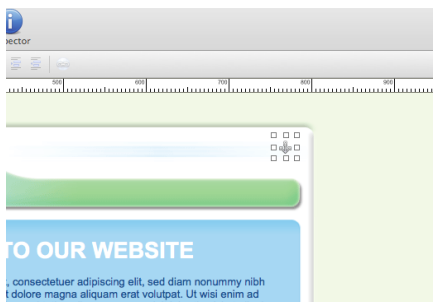 pector
500 600 700 800 900
TO OUR WEBSITE
, consectetuer adipiscing elit, sed diam nonummy nibh
t dolore magna aliquam erat volutpat. Ut wisi enim ad